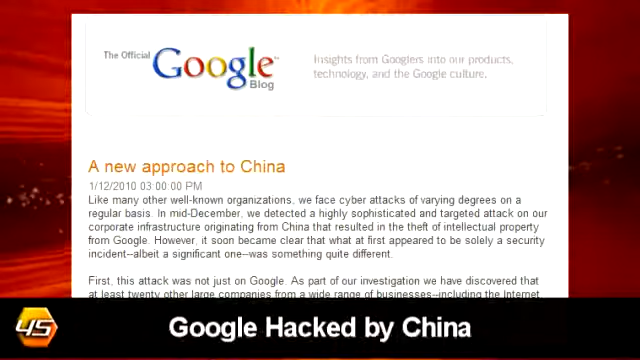 The Official
Google™
Blog
Insights from Googlers into our products,
technology, and the Google culture.
A new approach to China
1/12/2010 03:00:00 PM
Like many other well-known organizations, we face cyber attacks of varying degrees on a
regular basis. In mid-December, we detected a highly sophisticated and targeted attack on our
corporate infrastructure originating from China that resulted in the theft of intellectual property
from Google. However, it soon became clear that what at first appeared to be solely a security
incident--albeit a significant one--was something quite different.
First, this attack was not just on Google. As part of our investigation we have discovered that
at least twenty other large companies from a wide range of businesses--including the Internet
45
Google Hacked by China